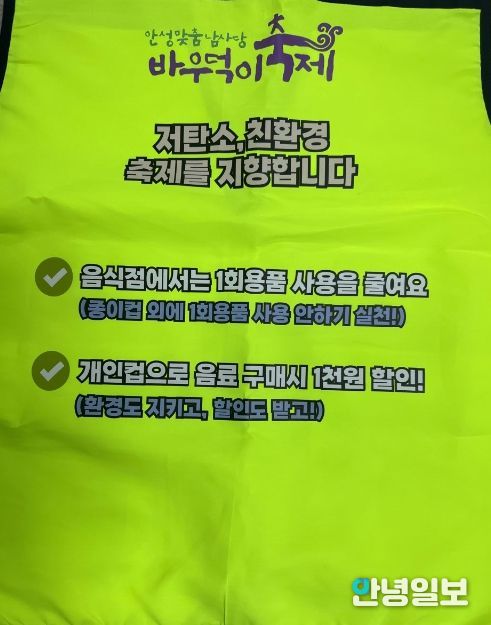 안성맞춤 남사당
바우덕이축제
저탄소,친환경
축제를 지향합니다
음식점에서는 1회용품 사용을 줄여요
(종이컵 외에 1회용품 사용 안하기 실천!)
개인컵으로 음료 구매시 1천원 할인!
(환경도 지키고, 할인도 받고!)
안녕일보